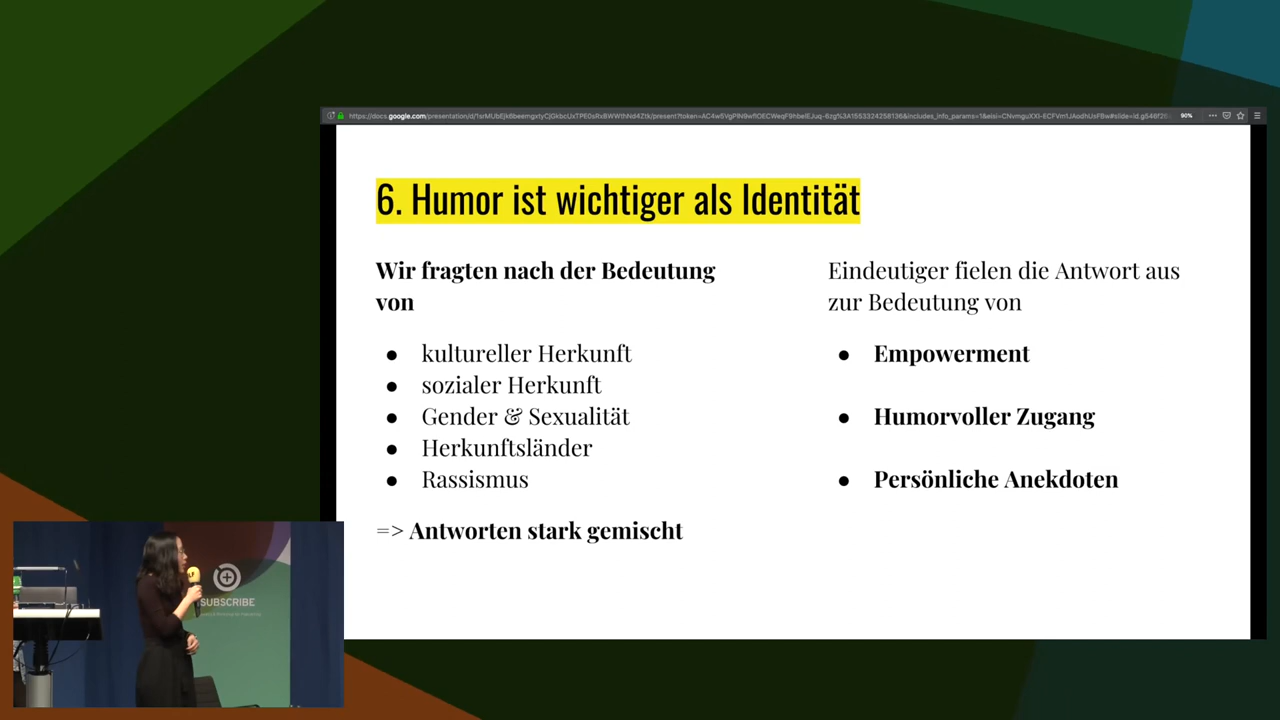 6. Humor ist wichtiger als Identität
Wir fragten nach der Bedeutung
von
● kultureller Herkunft
● sozialer Herkunft
● Gender & Sexualität
● Herkunftsländer
● Rassismus
=> Antworten stark gemischt
Eindeutiger fielen die Antwort aus
zur Bedeutung von
● Empowerment
● Humorvoller Zugang
● Persönliche Anekdoten
90%
SUBSCRIBE